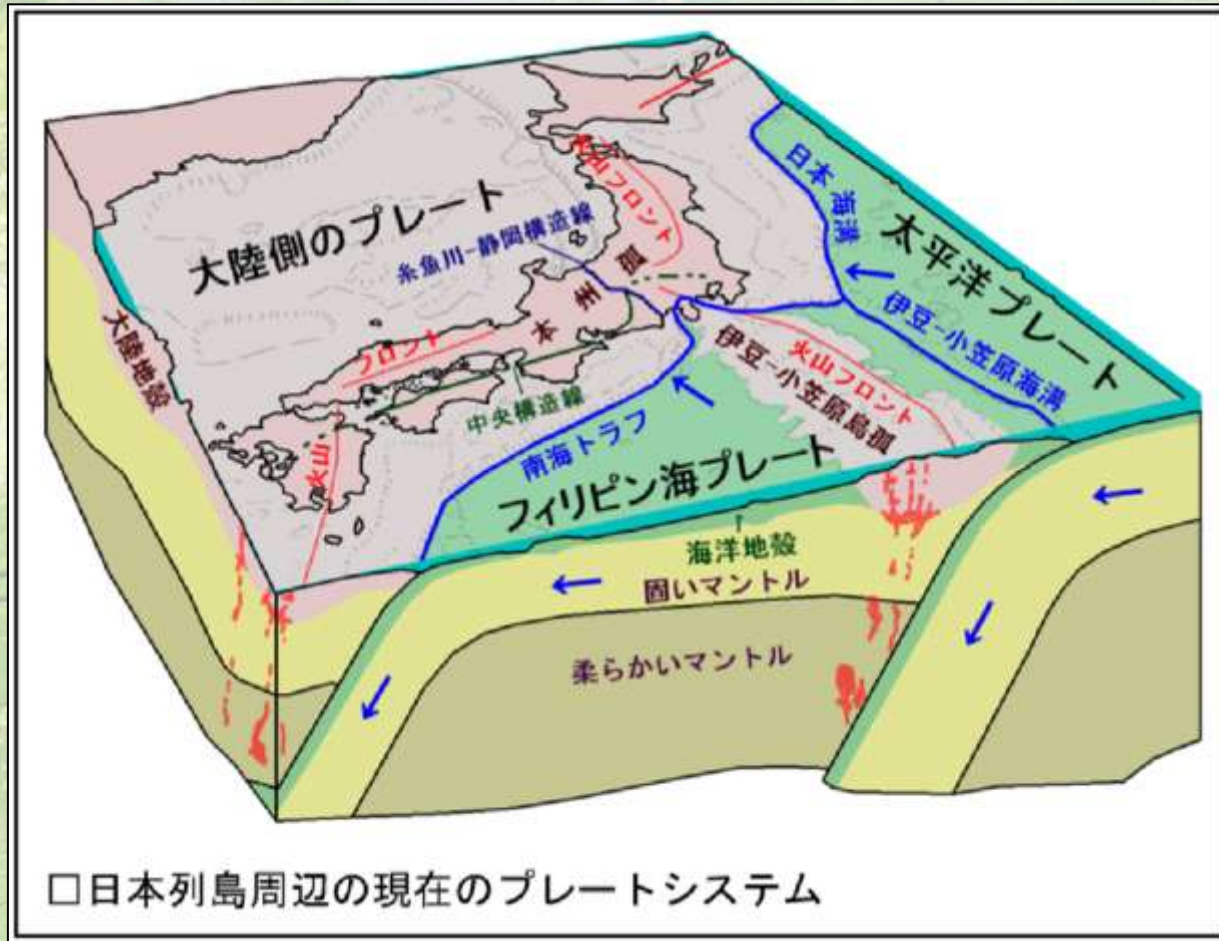 火山フロント
日本海溝
太平洋プレート
大陸側のプレート
糸魚川-静岡構造線
本州弧
伊豆-小笠原海溝
火山フロント
伊豆-小笠原島弧
フロント
中央構造線
火山
南海トラフ
フィリピン海プレート
大陸地殻
海洋地殻
固いマントル
柔らかいマントル
□日本列島周辺の現在のプレートシステム